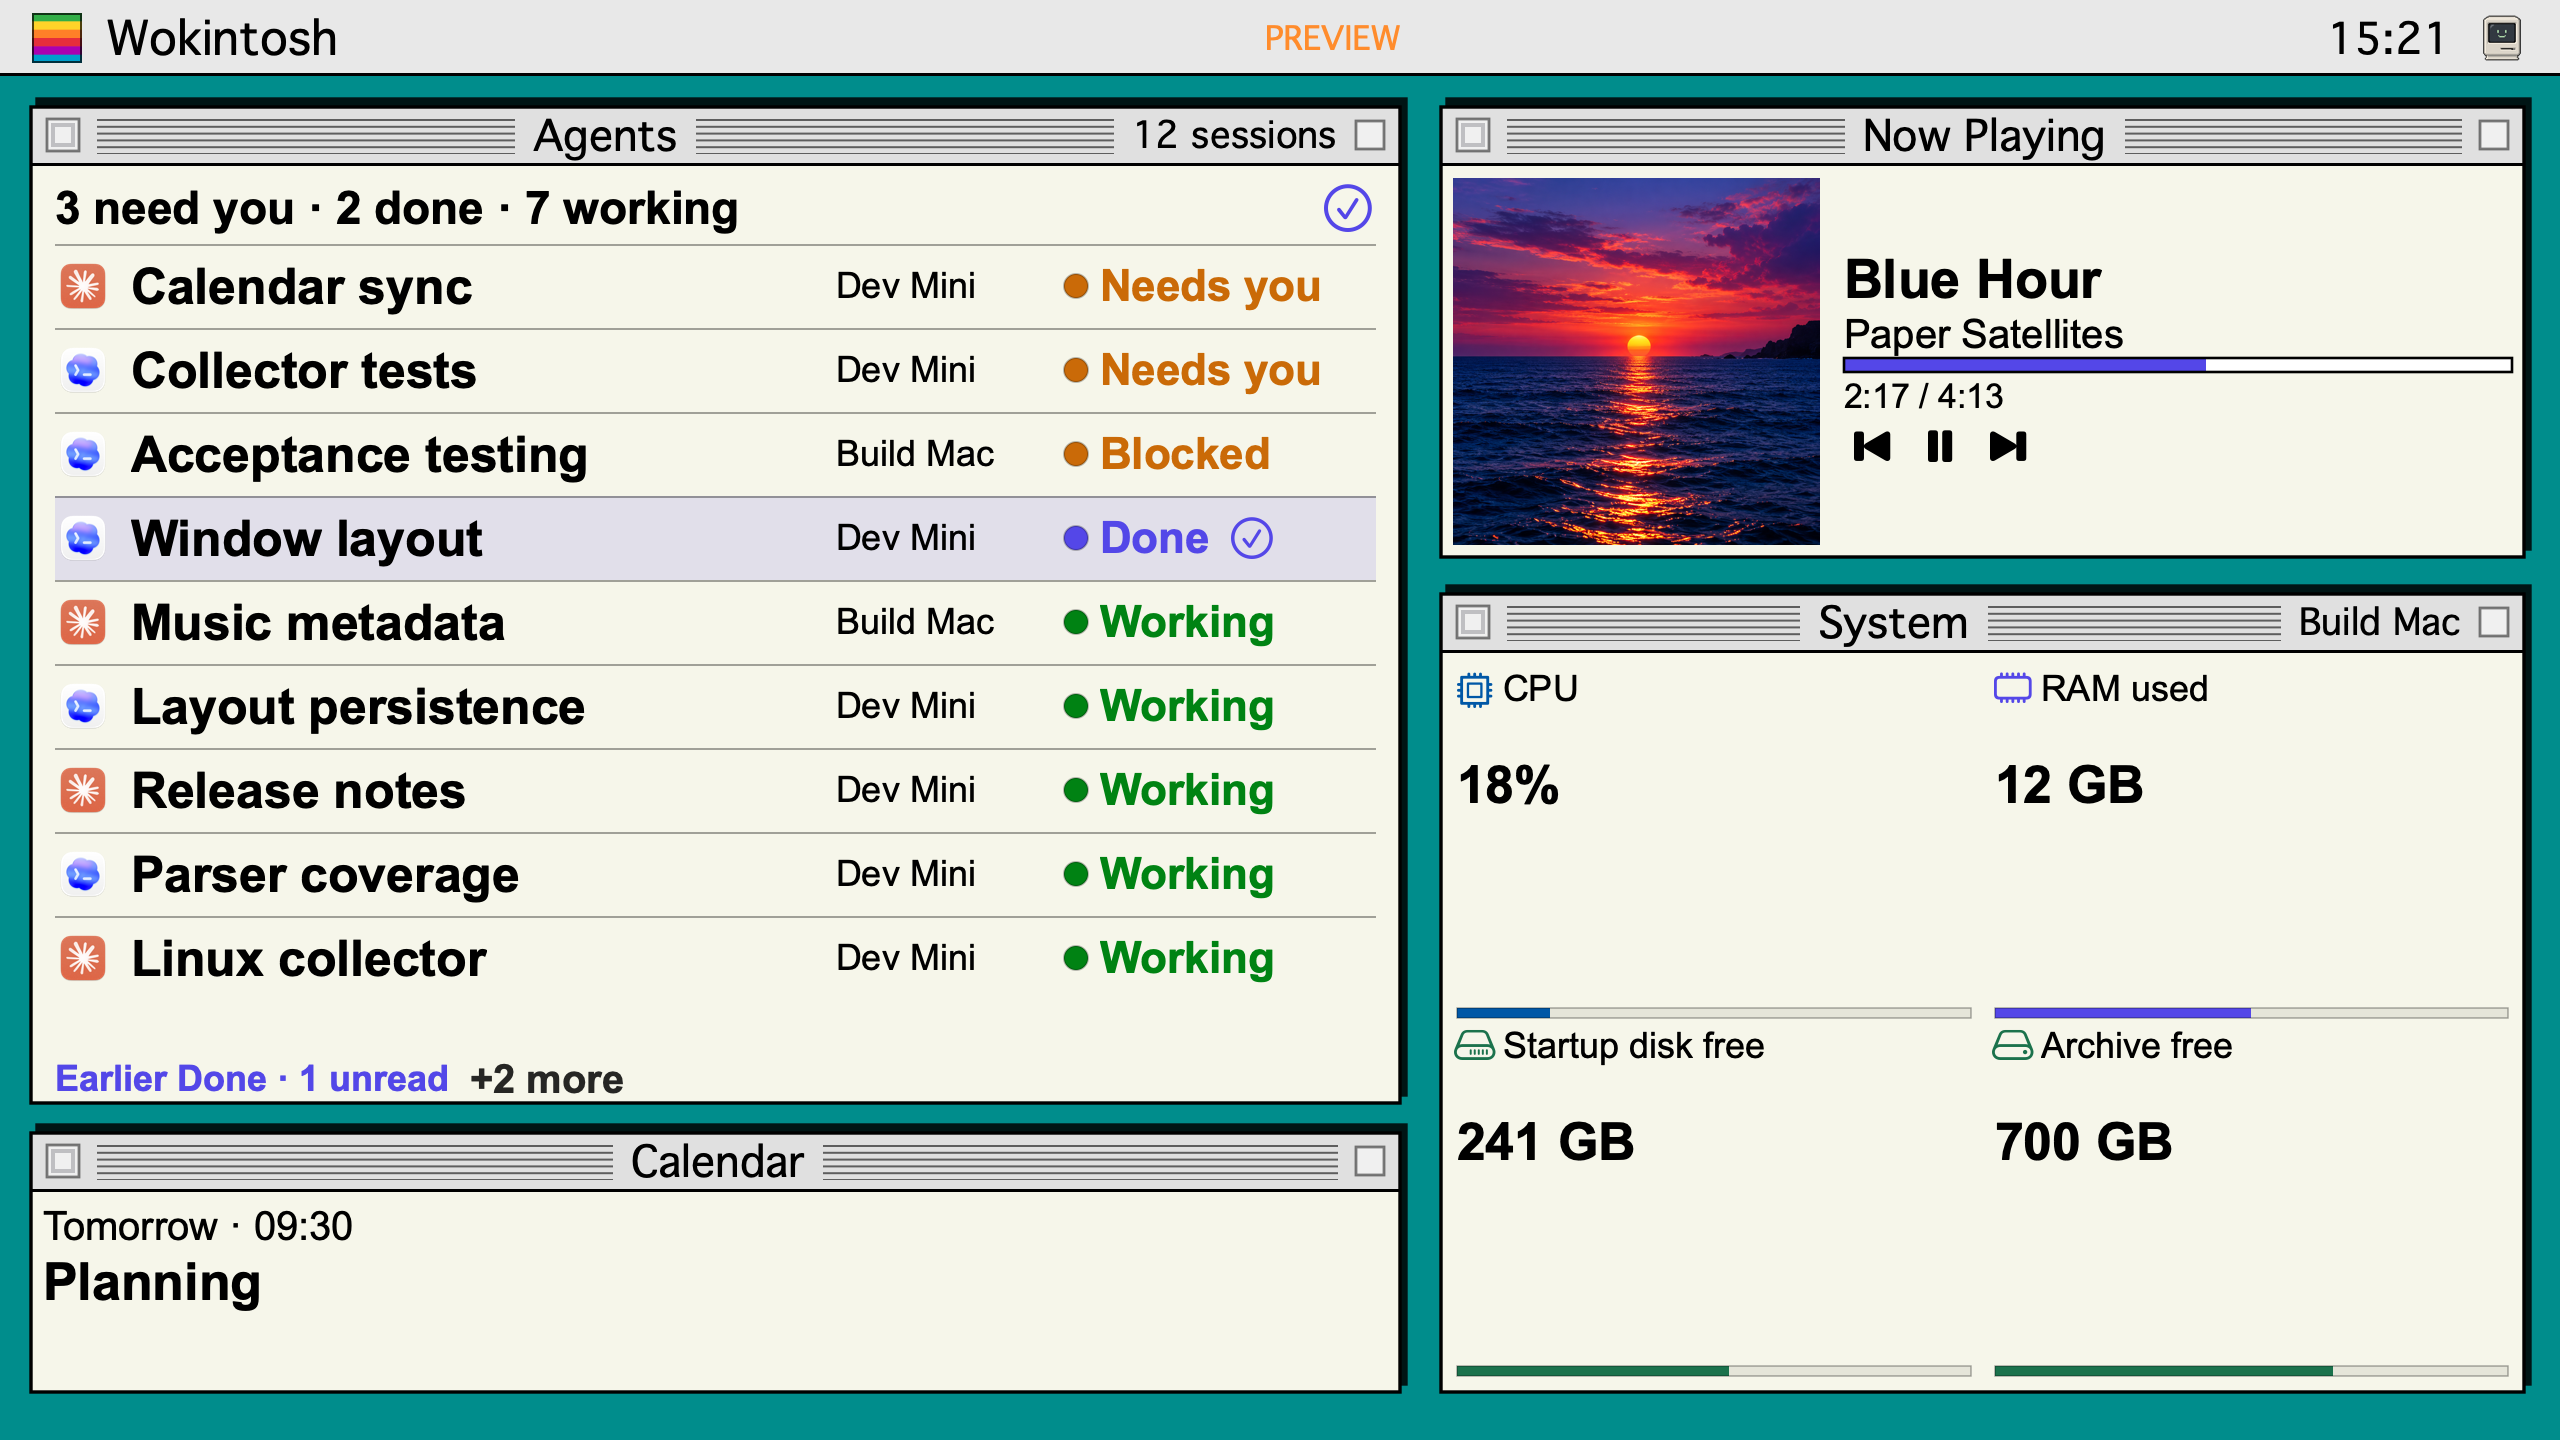 Wokintosh
PREVIEW
15:21
Agents
12 sessions
3 need you · 2 done · 7 working
Calendar sync Dev Mini Needs you
Collector tests Dev Mini Needs you
Acceptance testing Build Mac Blocked
Window layout Dev Mini Done
Music metadata Build Mac Working
Layout persistence Dev Mini Working
Release notes Dev Mini Working
Parser coverage Dev Mini Working
Linux collector Dev Mini Working
Earlier Done · 1 unread +2 more
Calendar
Tomorrow · 09:30
Planning
Now Playing
Blue Hour
Paper Satellites
2:17 / 4:13
System
Build Mac
CPU
18%
RAM used
12 GB
Startup disk free
241 GB
Archive free
700 GB